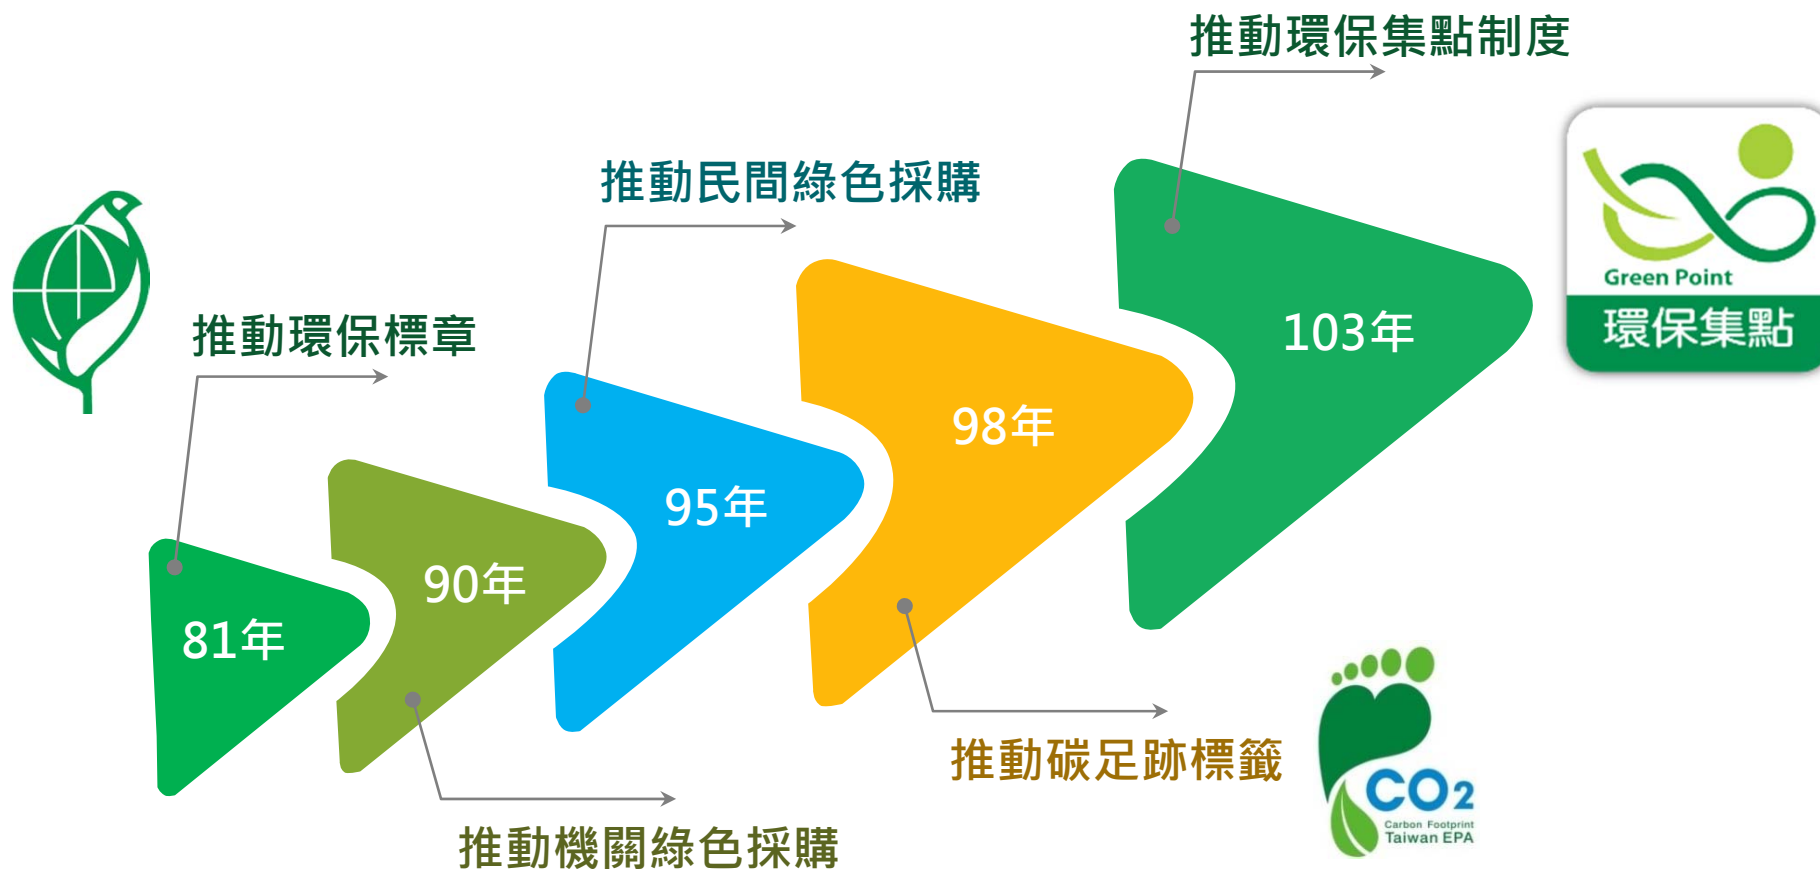 推動環保集點制度
推動民間綠色採購
推動環保標章
Green Point
環保集點
103年
98年
95年
90年
81年
推動碳足跡標籤
CO2
Carbon Footprint
Taiwan EPA
推動機關綠色採購